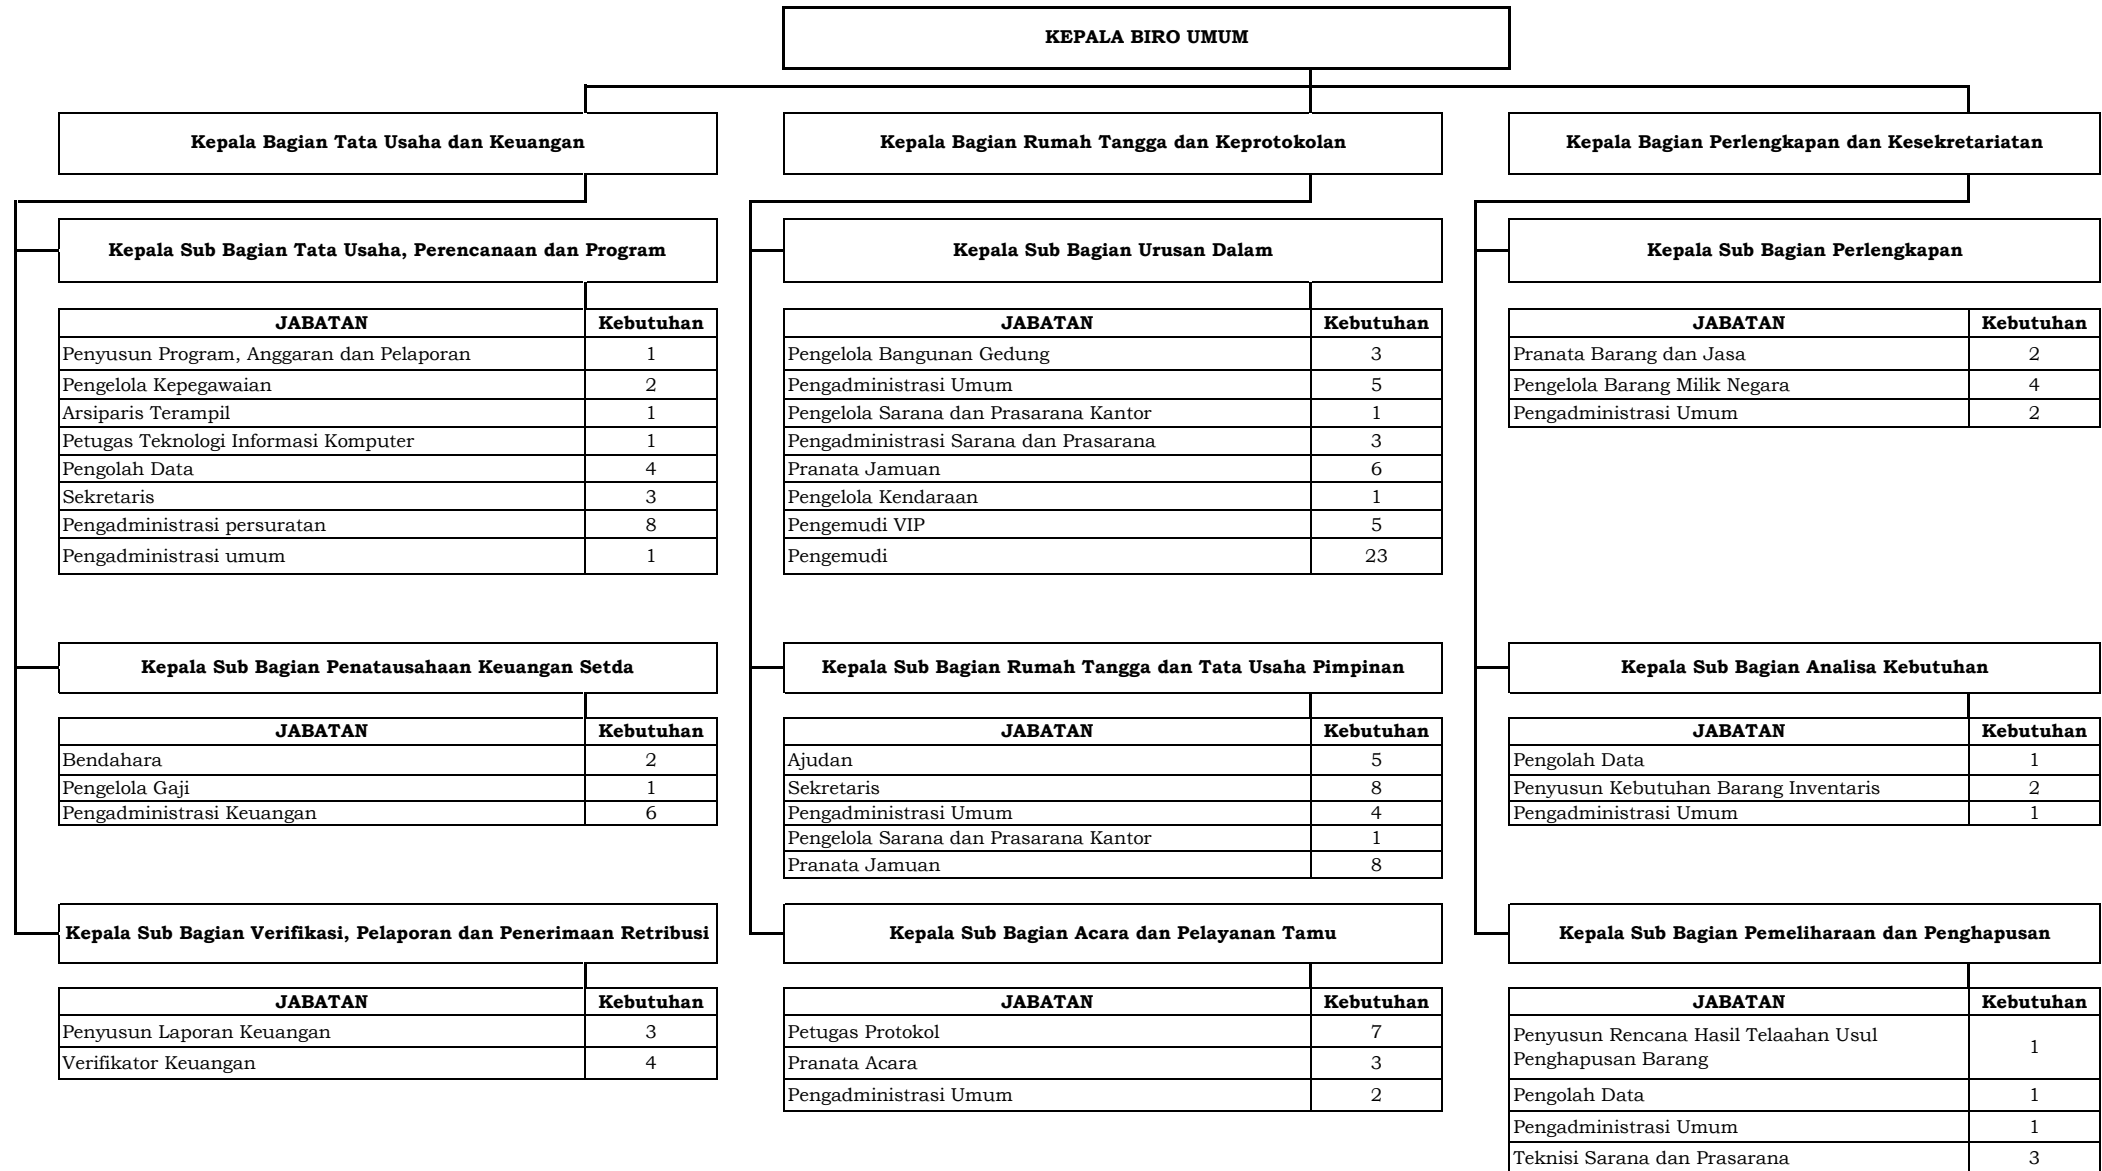 KEPALA BIRO UMUM
Kepala Bagian Tata Usaha dan Keuangan
Kepala Bagian Rumah Tangga dan Keprotokolan
Kepala Bagian Perlengkapan dan Kesekretariatan
Kepala Sub Bagian Tata Usaha, Perencanaan dan Program
JABATAN Kebutuhan
Penyusun Program, Anggaran dan Pelaporan 1
Pengelola Kepegawaian 2
Arsiparis Terampil 1
Petugas Teknologi Informasi Komputer 1
Pengolah Data 4
Sekretaris 3
Pengadministrasi persuratan 8
Pengadministrasi umum 1
Kepala Sub Bagian Urusan Dalam
JABATAN Kebutuhan
Pengelola Bangunan Gedung 3
Pengadministrasi Umum 5
Pengelola Sarana dan Prasarana Kantor 1
Pengadministrasi Sarana dan Prasarana 3
Pranata Jamuan 6
Pengelola Kendaraan 1
Pengemudi VIP 5
Pengemudi 23
Kepala Sub Bagian Perlengkapan
JABATAN Kebutuhan
Pranata Barang dan Jasa 2
Pengelola Barang Milik Negara 4
Pengadministrasi Umum 2
Kepala Sub Bagian Penatausahaan Keuangan Setda
JABATAN Kebutuhan
Bendahara 2
Pengelola Gaji 1
Pengadministrasi Keuangan 6
Kepala Sub Bagian Rumah Tangga dan Tata Usaha Pimpinan
JABATAN Kebutuhan
Ajudan 5
Sekretaris 8
Pengadministrasi Umum 4
Pengelola Sarana dan Prasarana Kantor 1
Pranata Jamuan 8
Kepala Sub Bagian Analisa Kebutuhan
JABATAN Kebutuhan
Pengolah Data 1
Penyusun Kebutuhan Barang Inventaris 2
Pengadministrasi Umum 1
Kepala Sub Bagian Verifikasi, Pelaporan dan Penerimaan Retribusi
JABATAN Kebutuhan
Penyusun Laporan Keuangan 3
Verifikator Keuangan 4
Kepala Sub Bagian Acara dan Pelayanan Tamu
JABATAN Kebutuhan
Petugas Protokol 7
Pranata Acara 3
Pengadministrasi Umum 2
Kepala Sub Bagian Pemeliharaan dan Penghapusan
JABATAN Kebutuhan
Penyusun Rencana Hasil Telaahan Usul
Penghapusan Barang 1
Pengolah Data 1
Pengadministrasi Umum 1
Teknisi Sarana dan Prasarana 3